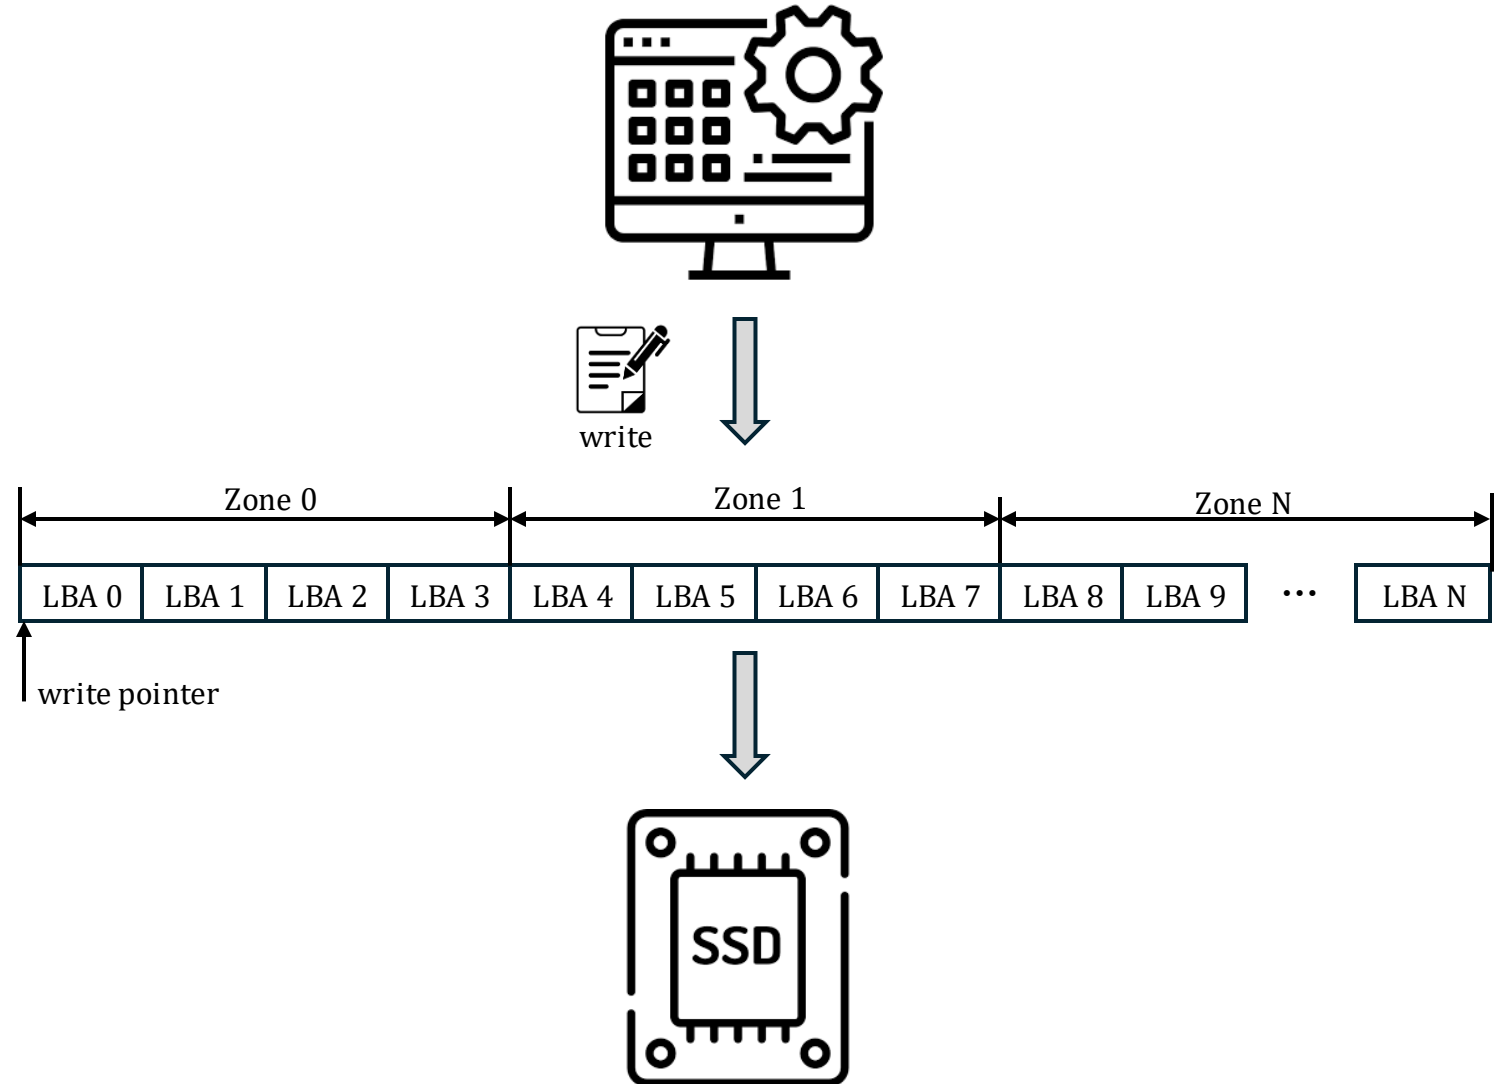 write
Zone 0
Zone 1
Zone N
LBA 0
LBA 1
LBA 2
LBA 3
LBA 4
LBA 5
LBA 6
LBA 7
LBA 8
LBA 9
...
LBA N
write pointer
SSD